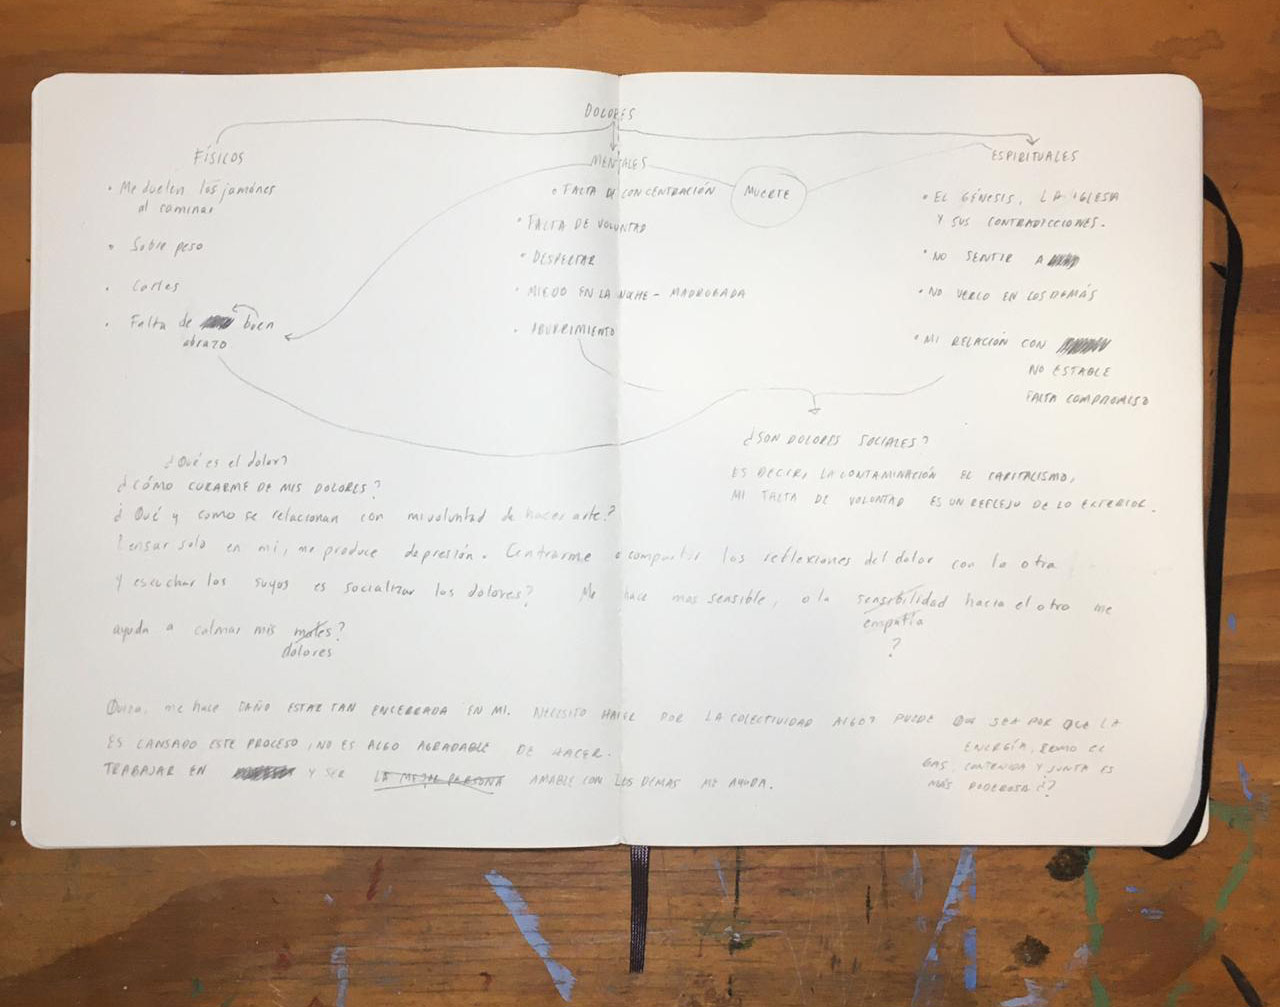 DOLORES
FÍSICOS
• Me duelen los jamones
al caminar
• Sobre peso
• Cortes
• Falta de buen
abrazo
MENTALES
• FALTA DE CONCENTRACIÓN
• FALTA DE VOLUNTAD
• DESPERTAR
• MIEDO EN LA NOCHE - MADRUGADA
• ABURRIMIENTO
MUERTE
ESPIRITUALES
• EL GÉNESIS, LA IGLESIA
Y SUS CONTRADICCIONES.
• NO SENTIR A
• NO VERLO EN LOS DEMÁS
• MI RELACIÓN CON
NO ESTABLE
FALTA COMPROMISO
¿SON DOLORES SOCIALES?
ES DECIR, LA CONTAMINACIÓN EL CAPITALISMO,
MI FALTA DE VOLUNTAD ES UN REFLEJO DE LO EXTERIOR.
¿Qué es el dolor?
¿CÓMO CURARME DE MIS DOLORES?
¿Qué y como se relacionan con mi voluntad de hacer arte?
Pensar solo en mi, me produce depresión. Centrarme o compartir las reflexiones del dolor con la otra
y escuchar los suyos es socializar los dolores? Me hace mas sensible, o la sensibilidad hacia el otro me
empatía
ayuda a calmar mis males?
dolores
?
Quiza, me hace DAÑO ESTAR TAN ENCERRADA EN MI. NECESITO HACER POR LA COLECTIVIDAD ALGO? PUEDE QUE SEA POR QUE LA
ENERGÍA, COMO EL
GAS, CONTENIDA Y JUNTA ES
MÁS PODEROSA ¿?
ES CANSADO ESTE PROCESO, NO ES ALGO AGRADABLE DE HACER.
TRABAJAR EN Y SER LA MEJOR PERSONA AMABLE CON LOS DEMAS ME AYUDA.